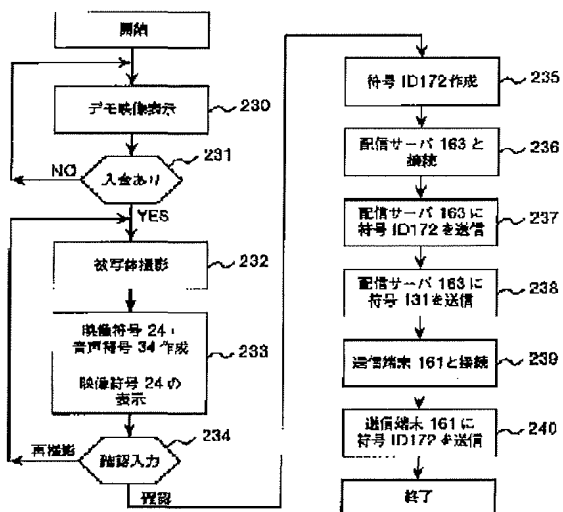 開始
デモ映像表示
230
231
NO
入金あり
YES
被写体撮影
232
映像符号 24・
音声符号 34 作成
映像符号 24 の
表示
233
234
再撮影
確認入力
確認
符号 ID172 作成
235
配信サーバ 163 と
接続
236
配信サーバ 163 に
符号 ID172 を送信
237
配信サーバ 163 に
符号 131 を送信
238
送信端末 161 と接続
239
送信端末 161 に
符号 ID172 を送信
240
終了